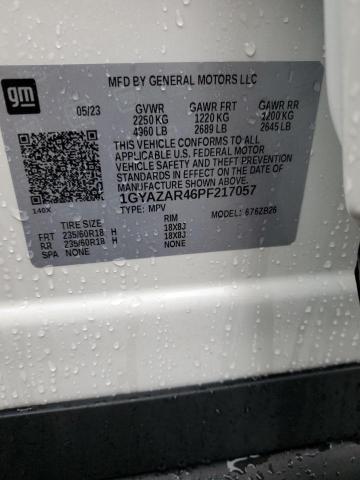 gm
MFD BY GENERAL MOTORS LLC
05/23 GVWR GAWR FRT GAWR RR
2250 KG 1220 KG 1200 KG
4960 LB 2689 LB 2645 LB
THIS VEHICLE CONFORMS TO ALL
APPLICABLE U.S. FEDERAL MOTOR
VEHICLE SAFETY AND THEFT PREVENTION
STANDARDS IN EFFECT ON THE DATE OF
MANUFACTURE SHOWN ABOVE.
1GYAZAR46PF217057
140X TYPE: MPV MODEL: 676ZB26
TIRE SIZE RIM
FRT 235/60R18 H 18X8J
RR 235/60R18 H 18X8J
SPA NONE NONE